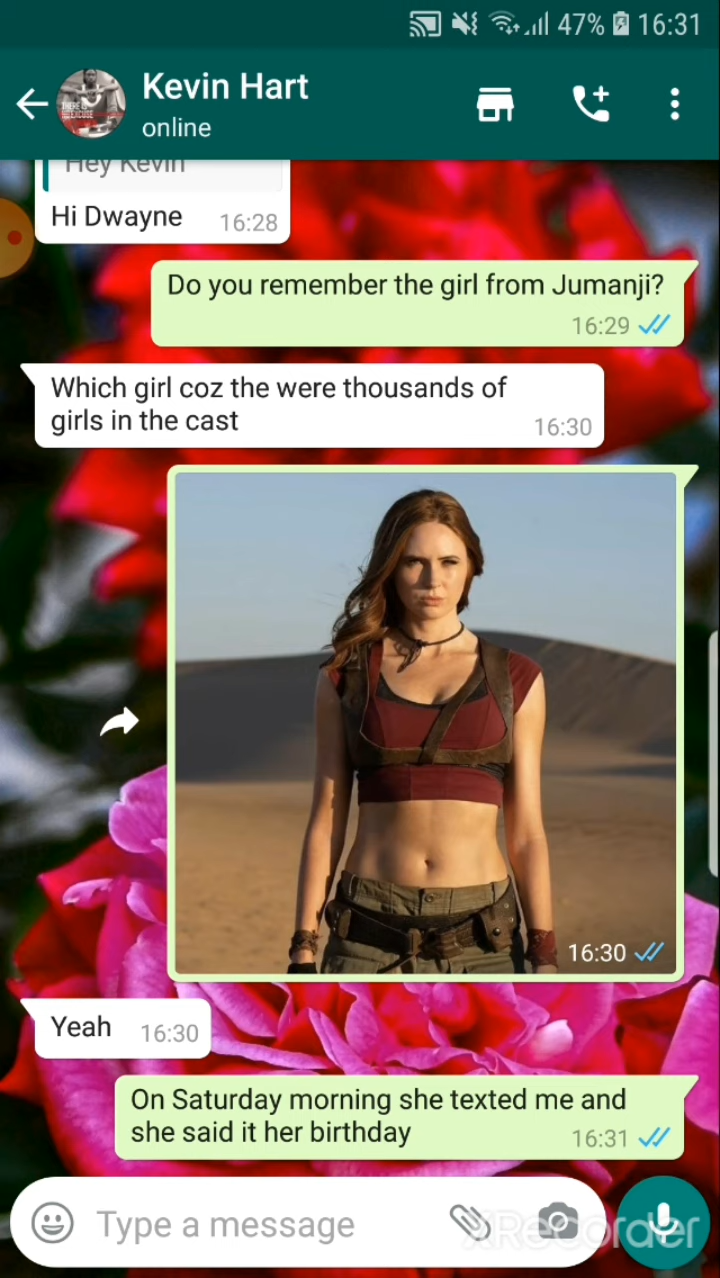 47% 16:31
Kevin Hart
online
Hey Kevin
Hi Dwayne 16:28
Do you remember the girl from Jumanji?
16:29
Which girl coz the were thousands of
girls in the cast 16:30
16:30
Yeah 16:30
On Saturday morning she texted me and
she said it her birthday 16:31
Type a message
XRecorder